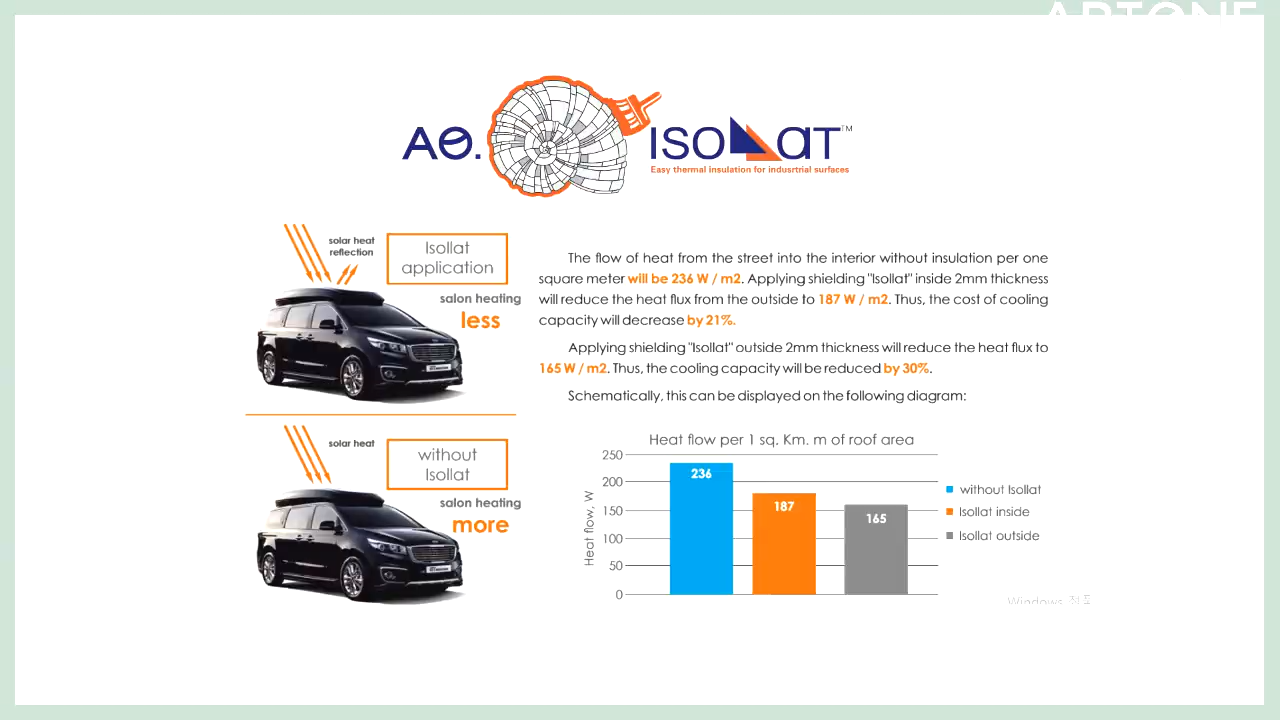 ARTONE
AΘ.
ISOLLAT TM
Easy thermal insulation for indusrtrial surfaces
solar heat
reflection
Isollat
application
salon heating
less
The flow of heat from the street into the interior without insulation per one
square meter will be 236 W / m2. Applying shielding "Isollat" inside 2mm thickness
will reduce the heat flux from the outside to 187 W / m2. Thus, the cost of cooling
capacity will decrease by 21%.
Applying shielding "Isollat" outside 2mm thickness will reduce the heat flux to
165 W / m2. Thus, the cooling capacity will be reduced by 30%.
Schematically, this can be displayed on the following diagram:
solar heat
without
Isollat
salon heating
more
Heat flow per 1 sq. Km. m of roof area
Heat flow, W
250
200
150
100
50
0
236
187
165
without Isollat
Isollat inside
Isollat outside
Windows